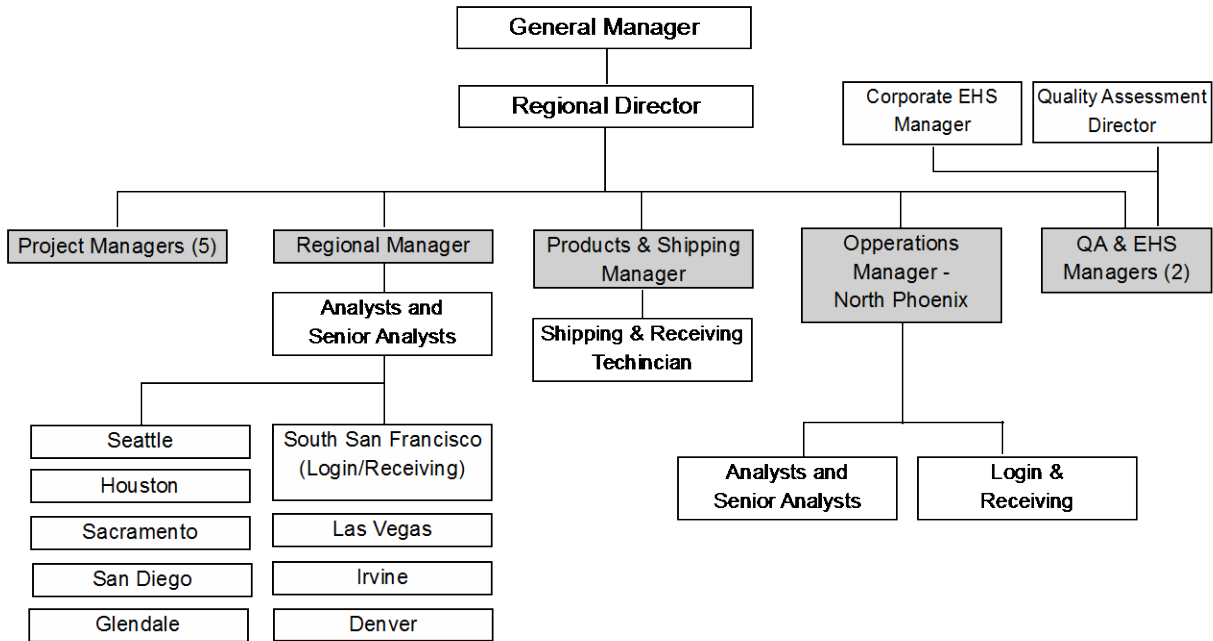 General Manager
Regional Director
Corporate EHS
Manager
Quality Assessment
Director
Project Managers (5)
Regional Manager
Products & Shipping
Manager
Opperations
Manager -
North Phoenix
QA & EHS
Managers (2)
Analysts and
Senior Analysts
Shipping & Receiving
Techincian
Seattle
Houston
Sacramento
San Diego
Glendale
South San Francisco
(Login/Receiving)
Las Vegas
Irvine
Denver
Analysts and
Senior Analysts
Login &
Receiving